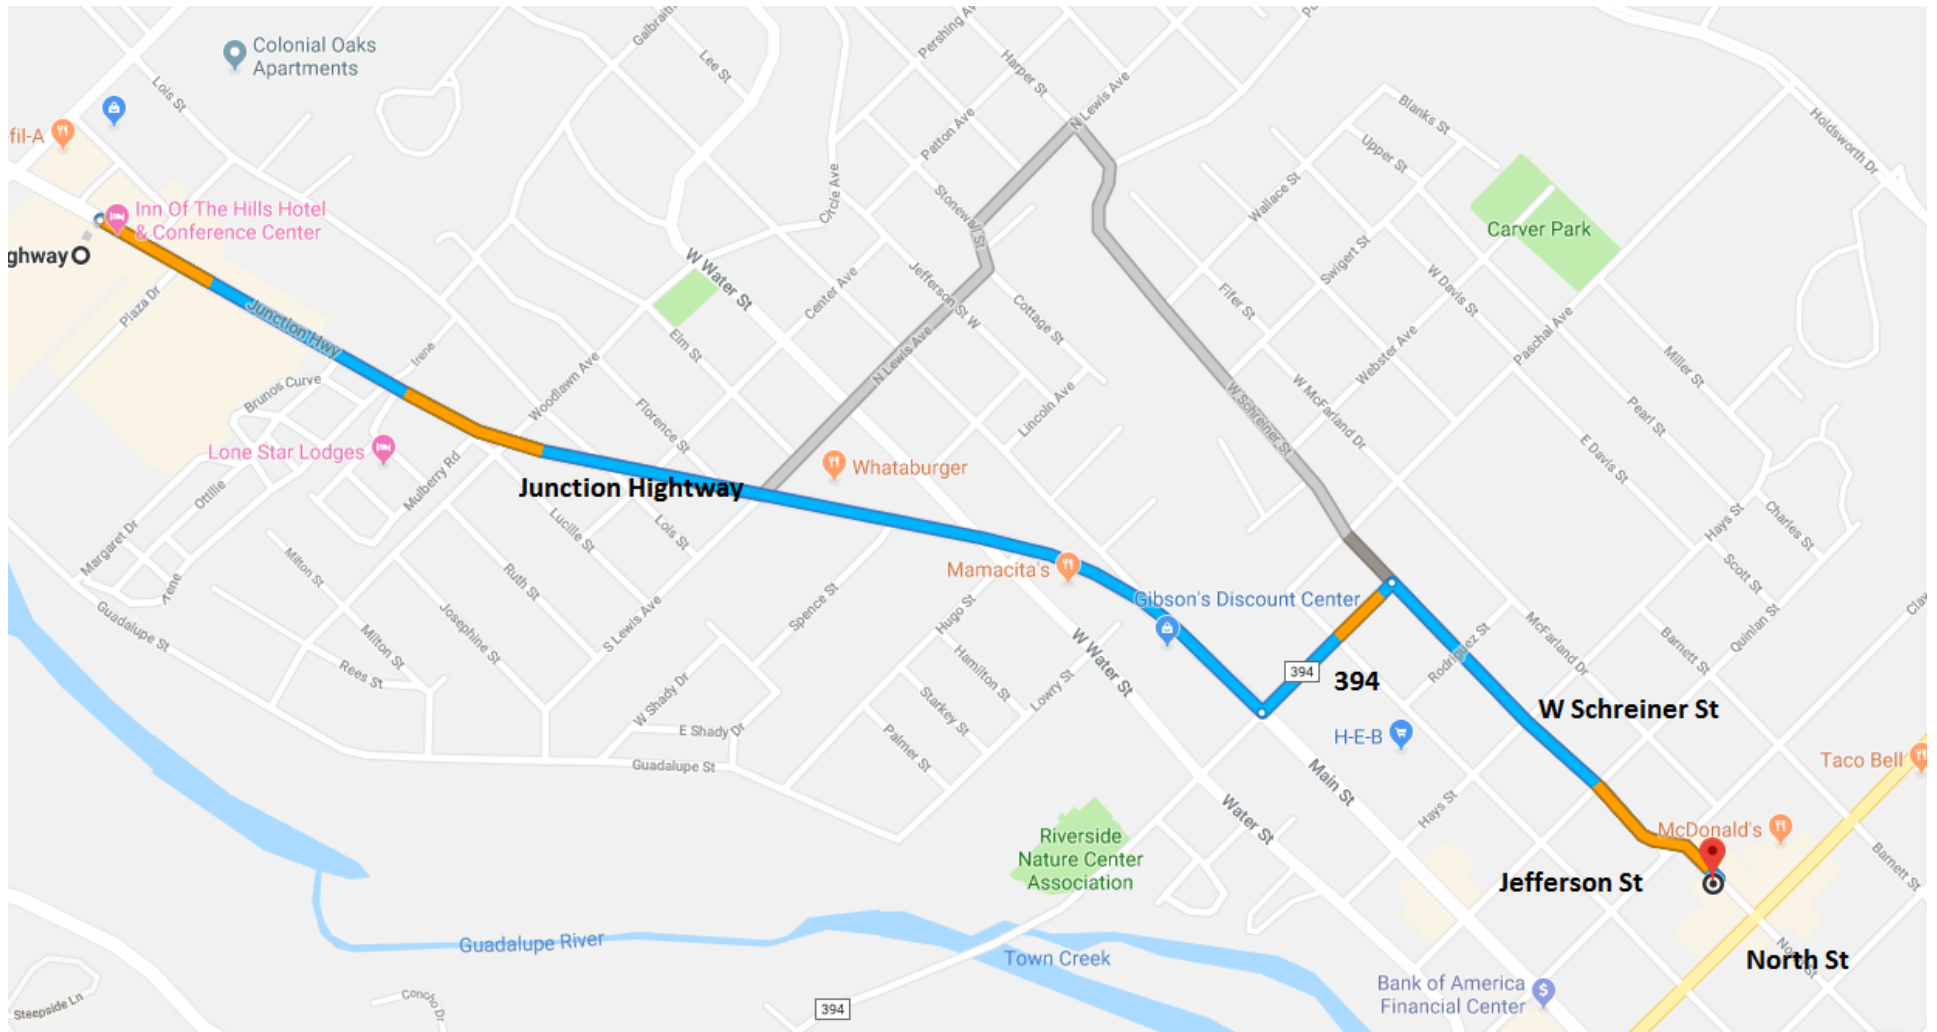 Colonial Oaks
Apartments
Lois St
fil-A
Galbraith
Lee St
Pershing Av
Harper St
N Lewis Ave
Patton Ave
Blanks St
Upper St
Holdsworth Dr
Circle Ave
Stonewall St
Wallace St
Inn Of The Hills Hotel
& Conference Center
Carver Park
ghway
W Water St
Swigert St
Center Ave
Jefferson St W
W Davis St
Fifer St
Plaza Dr
Junction Hwy
Cottage St
Paschal Ave
Elm St
N Lewis Ave
Webster Ave
Irene
Miller St
Brunos Curve
Woodlawn Ave
Lincoln Ave
W Schreiner St
W McFarland Dr
Florence St
Pearl St
Lone Star Lodges
Whataburger
E Davis St
Mulberry Rd
Ottilie
Junction Hightway
Lucille St
Lois St
Hays St
Charles St
Margaret Dr
Milton St
Mamacita's
Scott St
Irene
Ruth St
Gibson's Discount Center
Guadalupe St
Josephine St
S Lewis Ave
Spence St
Hugo St
Quinlan St
Clay
Milton St
W Water St
McFarland Dr
Barnett St
Rodriguez St
Rees St
Hamilton St
394
394
W Shady Dr
Starkey St
Lowry St
W Schreiner St
E Shady Dr
Palmer St
H-E-B
Guadalupe St
Taco Bell
Main St
Water St
Hays St
McDonald's
Riverside
Nature Center
Association
Barnett St
Jefferson St
Guadalupe River
Town Creek
North St
North St
Bank of America
Financial Center
Steepside Ln
Concho Dr
394